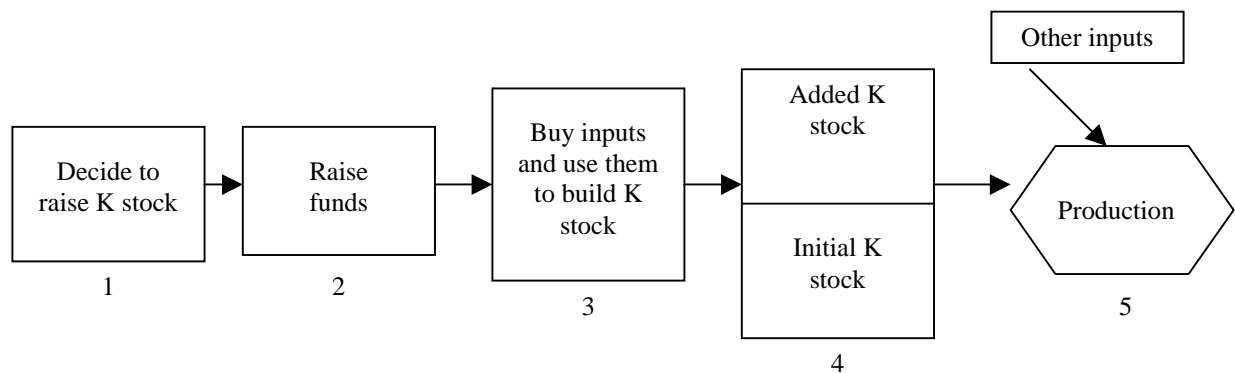 Decide to
raise K stock
1
Raise
funds
2
Buy inputs
and use them
to build K
stock
3
Added K
stock
Initial K
stock
4
Other inputs
Production
5